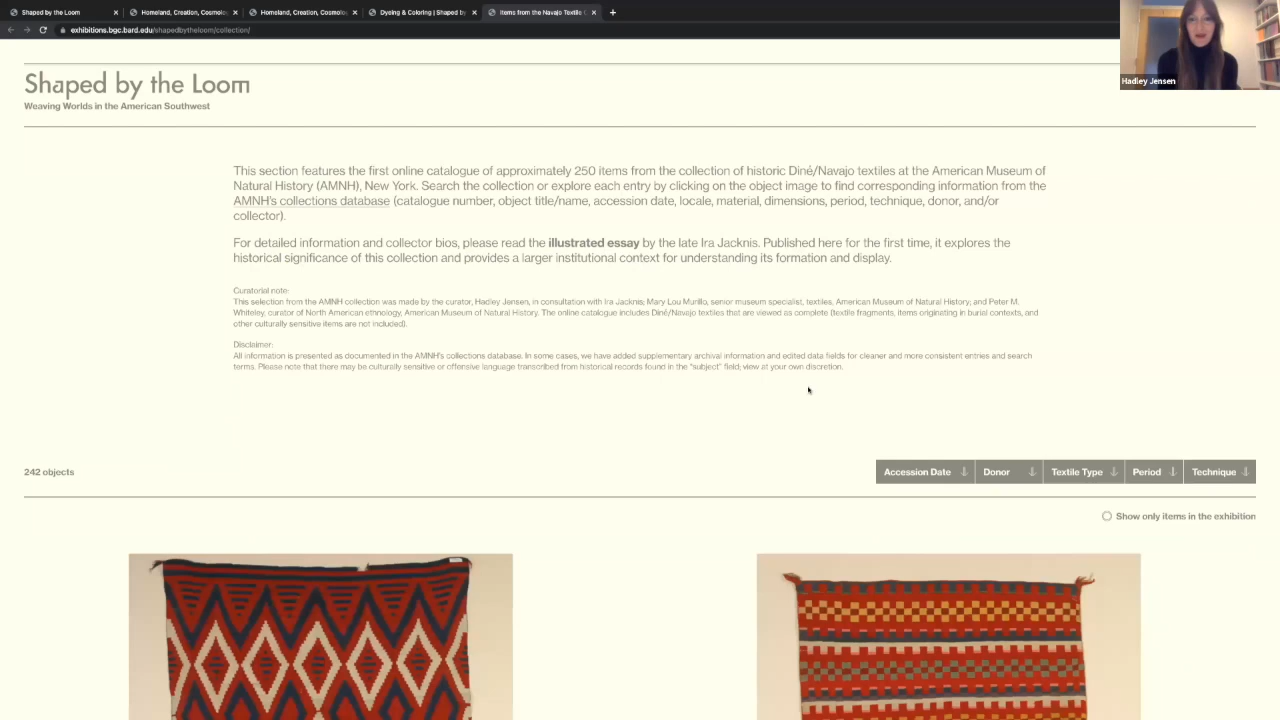 Shaped by the Loom
Homeland, Creation, Cosmolo
Homeland, Creation, Cosmolo
Dyeing & Coloring | Shaped b
Items from the Navajo Textile
exhibitions.bgc.bard.edu/shapedbytheloom/collection/
Hadley Jensen
Shaped by the Loom
Weaving Worlds in the American Southwest
This section features the first online catalogue of approximately 250 items from the collection of historic Diné/Navajo textiles at the American Museum of
Natural History (AMNH), New York. Search the collection or explore each entry by clicking on the object image to find corresponding information from the
AMNH's collections database (catalogue number, object title/name, accession date, locale, material, dimensions, period, technique, donor, and/or
collector).
For detailed information and collector bios, please read the illustrated essay by the late Ira Jacknis. Published here for the first time, it explores the
historical significance of this collection and provides a larger institutional context for understanding its formation and display.
Curatorial note:
This selection from the AMNH collection was made by the curator, Hadley Jensen, in consultation with Ira Jacknis; Mary Lou Murillo, senior museum specialist, textiles, American Museum of Natural History; and Peter M.
Whiteley, curator of North American ethnology, American Museum of Natural History. The online catalogue includes Diné/Navajo textiles that are viewed as complete (textile fragments, items originating in burial contexts, and
other culturally sensitive items are not included).
Disclaimer:
All information is presented as documented in the AMNH's collections database. In some cases, we have added supplementary archival information and edited data fields for cleaner and more consistent entries and search
terms. Please note that there may be culturally sensitive or offensive language transcribed from historical records found in the "subject" field; view at your own discretion.
242 objects
Accession Date
Donor
Textile Type
Period
Technique
Show only items in the exhibition